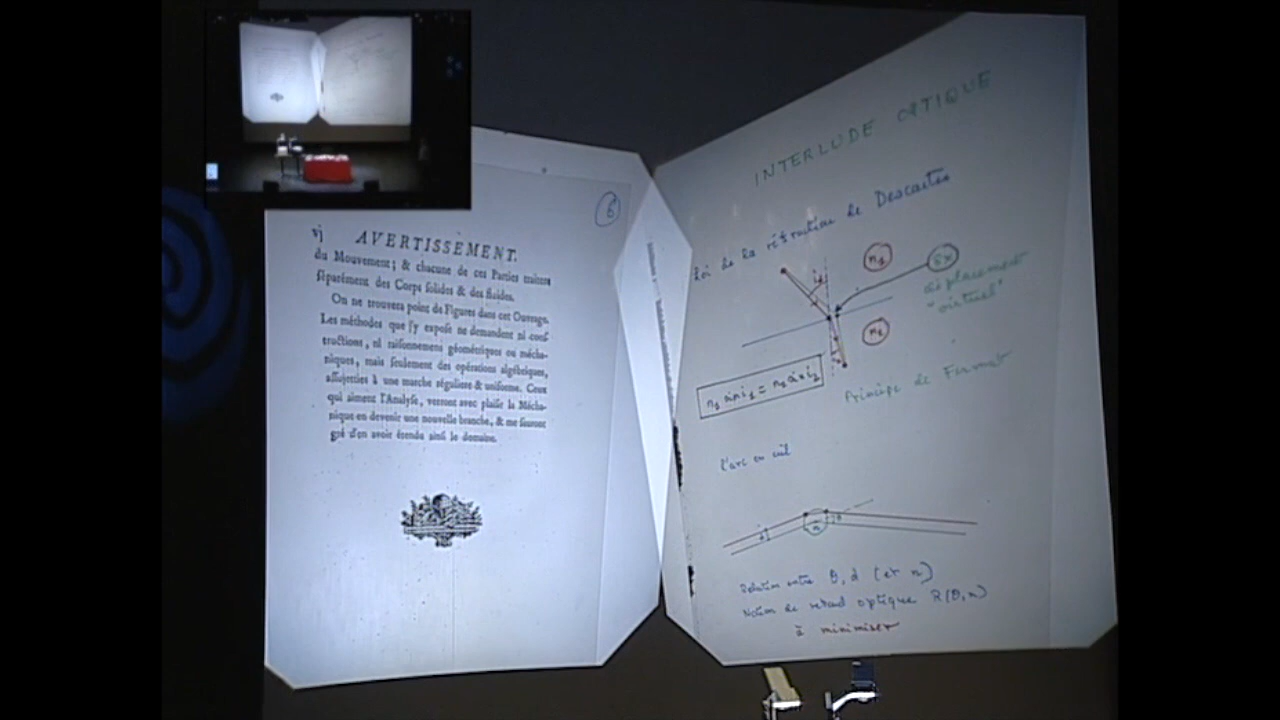 6
vj AVERTISSEMENT.
du Mouvement; & chacune de ces Parties traitera
séparément des Corps solides & des fluides.
On ne trouvera point de Figures dans cet Ouvrage.
Les méthodes que j'y expose ne demandent ni cons-
tructions, ni raisonnemens géométriques ou mécha-
niques, mais seulement des opérations algébriques,
assujetties à une marche réguliere & uniforme. Ceux
qui aiment l'Analyse, verront avec plaisir la Mécha-
nique en devenir une nouvelle branche, & me sauront
gré d'en avoir étendu ainsi le domaine.
INTERLUDE OPTIQUE
Loi de la réfraction de Descartes
n1
i1
δx
déplacement
"virtuel"
n2
n1 sin i1 = n2 sin i2
Principe de Fermat
l'arc en ciel
d
n
θ
Relation entre θ, d (et n)
Notion de retard optique R(θ,n)
à minimiser